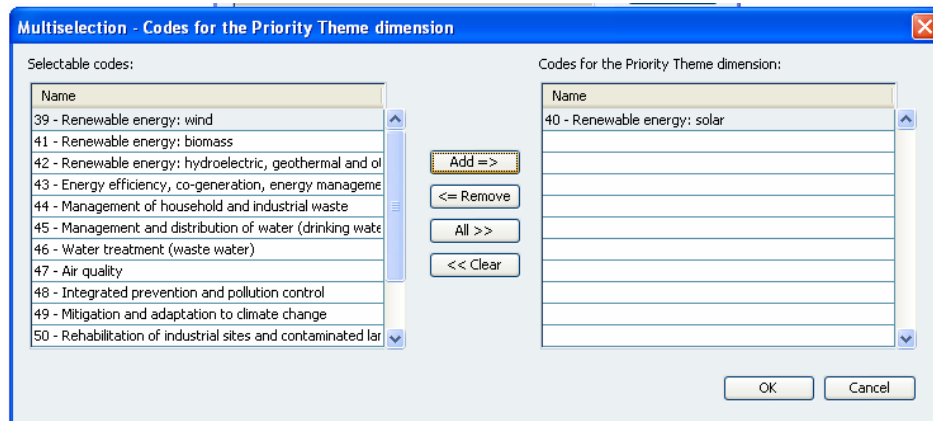 Multiselection - Codes for the Priority Theme dimension
Selectable codes:
Name
39 - Renewable energy: wind
41 - Renewable energy: biomass
42 - Renewable energy: hydroelectric, geothermal and
43 - Energy efficiency, co-generation, energy manageme
44 - Management of household and industrial waste
45 - Management and distribution of water (drinking wate
46 - Water treatment (waste water)
47 - Air quality
48 - Integrated prevention and pollution control
49 - Mitigation and adaptation to climate change
50 - Rehabilitation of industrial sites and contaminated lar
Add =>
<= Remove
All >>
<< Clear
Codes for the Priority Theme dimension:
Name
40 - Renewable energy: solar
OK
Cancel